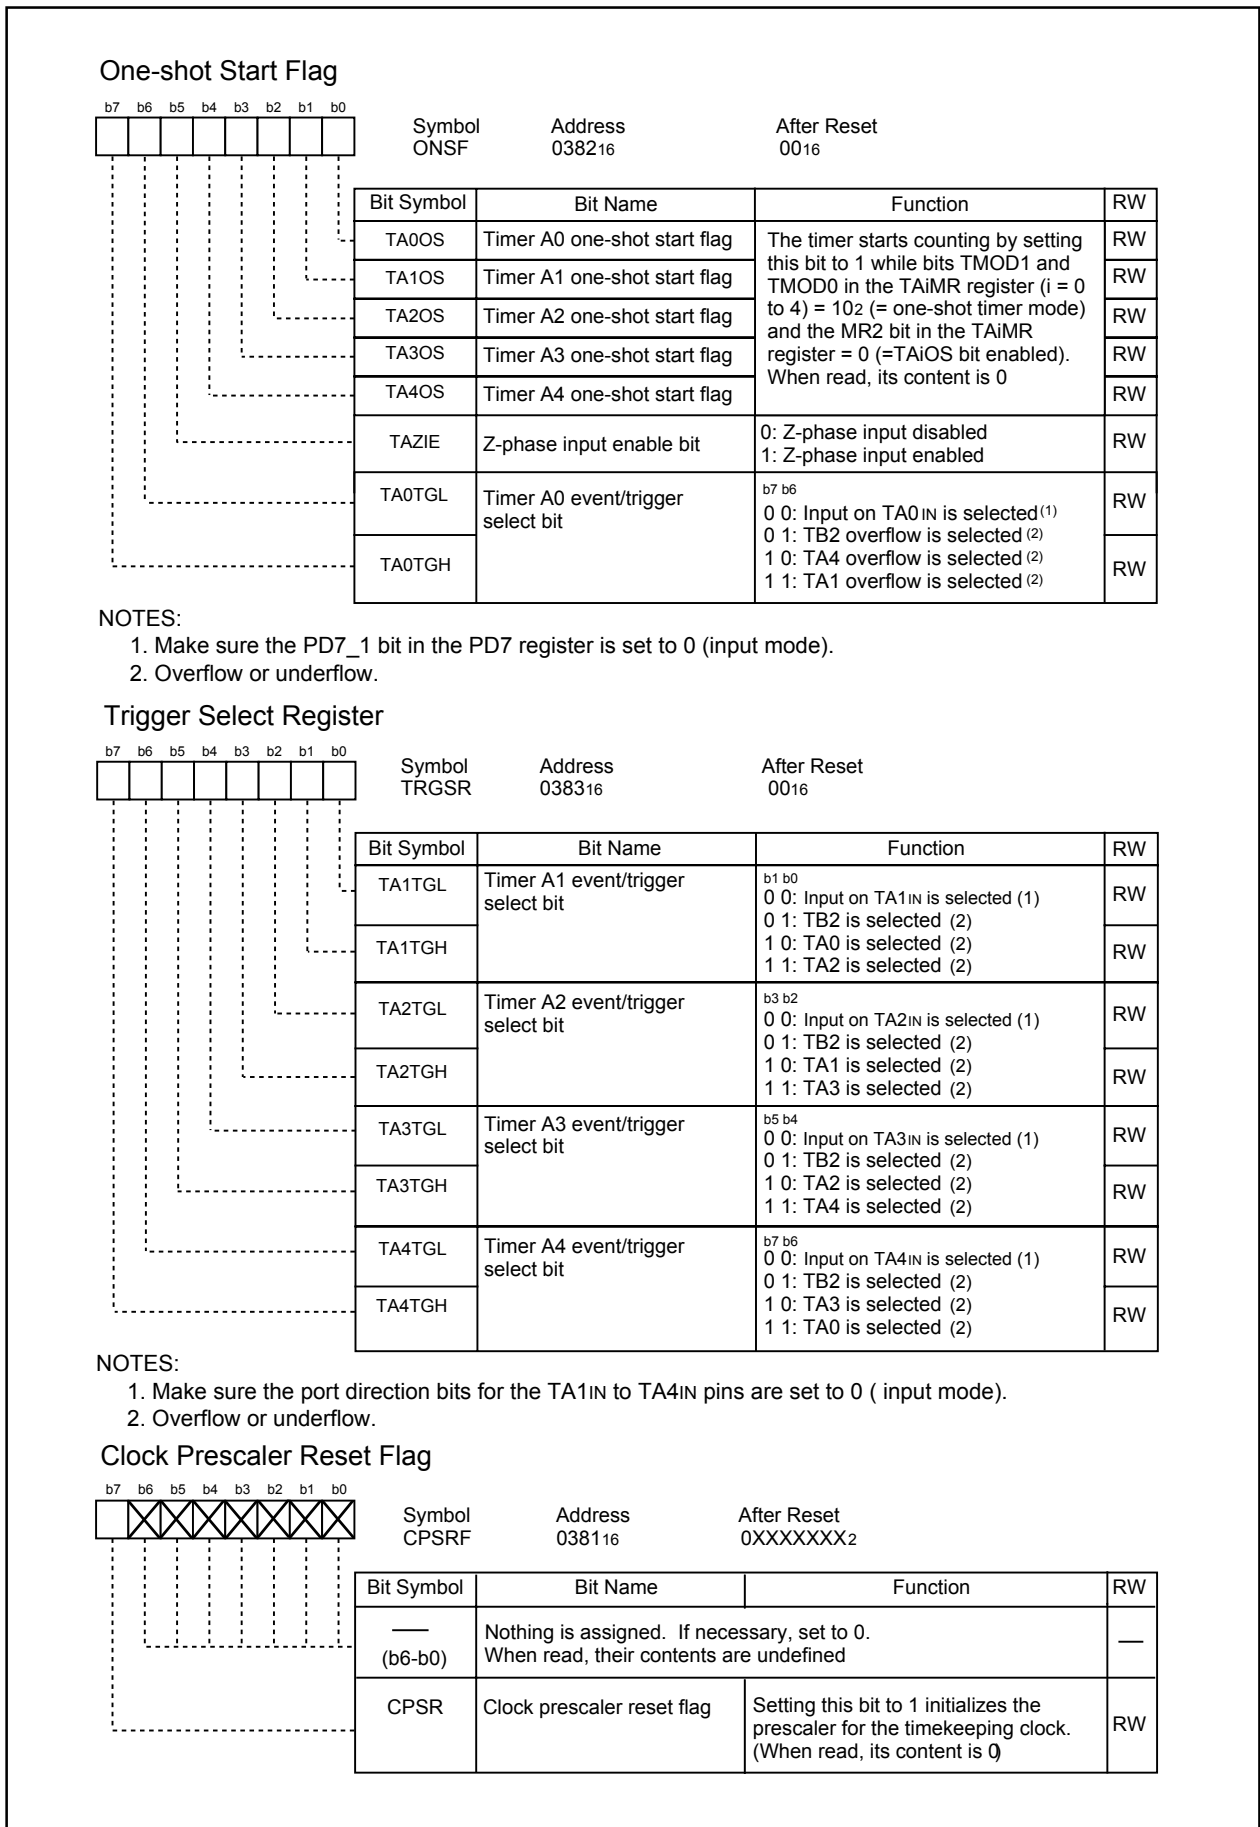 One-shot Start Flag
b7 b6 b5 b4 b3 b2 b1 b0
Symbol Address After Reset
ONSF 038216 0016
Bit Symbol Bit Name Function RW
TA0OS Timer A0 one-shot start flag RW
TA1OS Timer A1 one-shot start flag RW
TA2OS Timer A2 one-shot start flag RW
TA3OS Timer A3 one-shot start flag RW
TA4OS Timer A4 one-shot start flag RW
The timer starts counting by setting
this bit to 1 while bits TMOD1 and
TMOD0 in the TAiMR register (i = 0
to 4) = 102 (= one-shot timer mode)
and the MR2 bit in the TAiMR
register = 0 (=TAiOS bit enabled).
When read, its content is 0
TAZIE Z-phase input enable bit RW
0: Z-phase input disabled
1: Z-phase input enabled
TA0TGL RW
TA0TGH RW
Timer A0 event/trigger
select bit
b7 b6
0 0: Input on TA0IN is selected(1)
0 1: TB2 overflow is selected (2)
1 0: TA4 overflow is selected (2)
1 1: TA1 overflow is selected (2)
NOTES:
1. Make sure the PD7_1 bit in the PD7 register is set to 0 (input mode).
2. Overflow or underflow.
Trigger Select Register
b7 b6 b5 b4 b3 b2 b1 b0
Symbol Address After Reset
TRGSR 038316 0016
Bit Symbol Bit Name Function RW
TA1TGL RW
TA1TGH RW
Timer A1 event/trigger
select bit
b1 b0
0 0: Input on TA1IN is selected (1)
0 1: TB2 is selected (2)
1 0: TA0 is selected (2)
1 1: TA2 is selected (2)
TA2TGL RW
TA2TGH RW
Timer A2 event/trigger
select bit
b3 b2
0 0: Input on TA2IN is selected (1)
0 1: TB2 is selected (2)
1 0: TA1 is selected (2)
1 1: TA3 is selected (2)
TA3TGL RW
TA3TGH RW
Timer A3 event/trigger
select bit
b5 b4
0 0: Input on TA3IN is selected (1)
0 1: TB2 is selected (2)
1 0: TA2 is selected (2)
1 1: TA4 is selected (2)
TA4TGL RW
TA4TGH RW
Timer A4 event/trigger
select bit
b7 b6
0 0: Input on TA4IN is selected (1)
0 1: TB2 is selected (2)
1 0: TA3 is selected (2)
1 1: TA0 is selected (2)
NOTES:
1. Make sure the port direction bits for the TA1IN to TA4IN pins are set to 0 ( input mode).
2. Overflow or underflow.
Clock Prescaler Reset Flag
b7 b6 b5 b4 b3 b2 b1 b0
Symbol Address After Reset
CPSRF 038116 0XXXXXXX2
Bit Symbol Bit Name Function RW
—
(b6-b0)
Nothing is assigned. If necessary, set to 0.
When read, their contents are undefined
—
CPSR Clock prescaler reset flag RW
Setting this bit to 1 initializes the
prescaler for the timekeeping clock.
(When read, its content is 0)